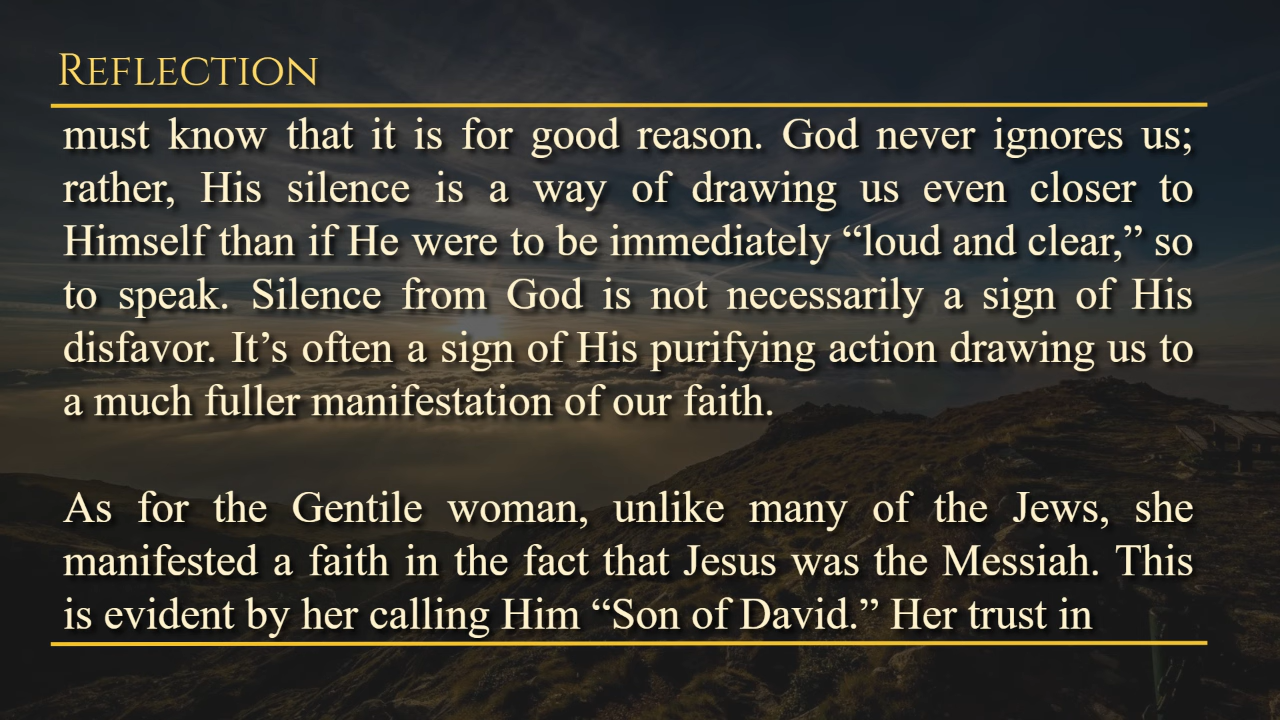 Reflection
must know that it is for good reason. God never ignores us;
rather, His silence is a way of drawing us even closer to
Himself than if He were to be immediately “loud and clear,” so
to speak. Silence from God is not necessarily a sign of His
disfavor. It’s often a sign of His purifying action drawing us to
a much fuller manifestation of our faith.
As for the Gentile woman, unlike many of the Jews, she
manifested a faith in the fact that Jesus was the Messiah. This
is evident by her calling Him “Son of David.” Her trust in